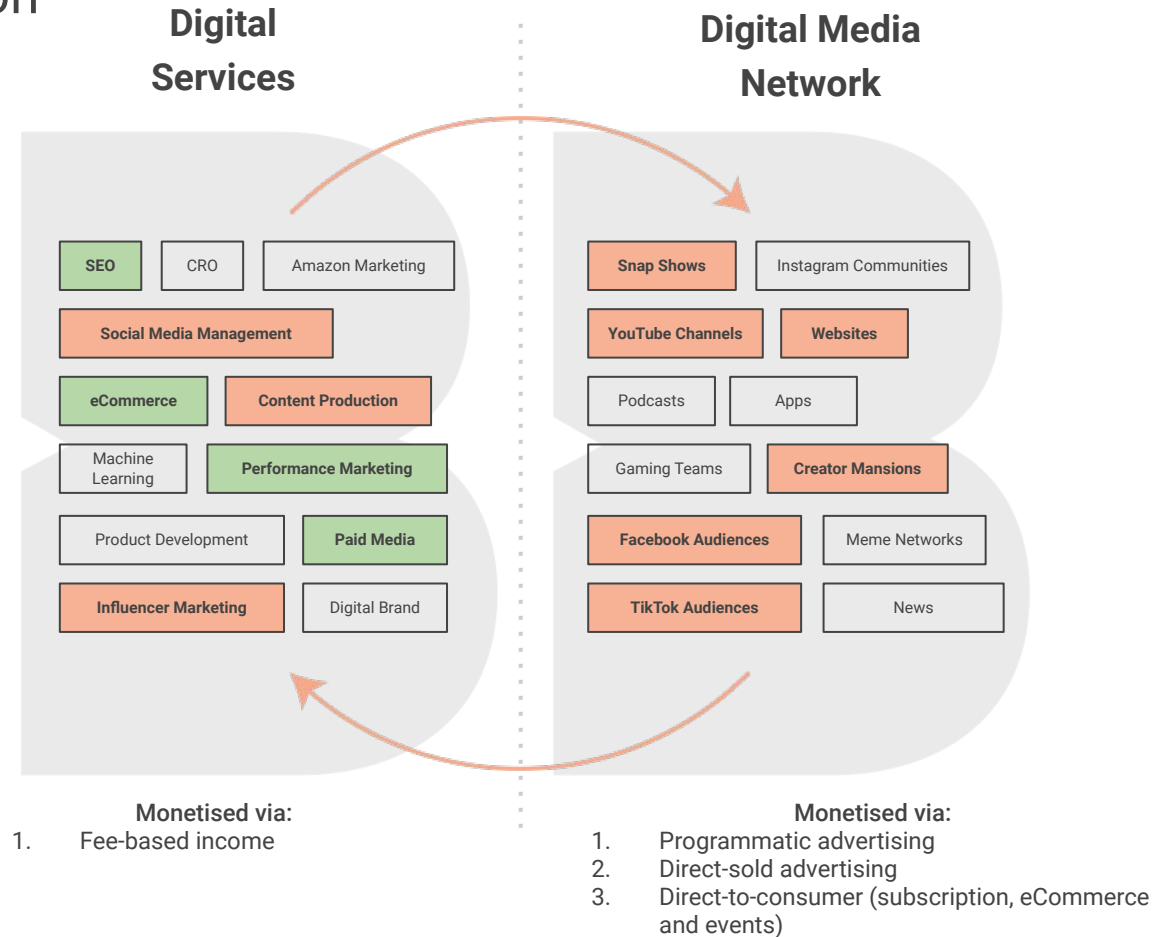 Digital
Services
Digital Media
Network
SEO
CRO
Amazon Marketing
Social Media Management
eCommerce
Content Production
Machine
Learning
Performance Marketing
Product Development
Paid Media
Influencer Marketing
Digital Brand
Snap Shows
Instagram Communities
YouTube Channels
Websites
Podcasts
Apps
Gaming Teams
Creator Mansions
Facebook Audiences
Meme Networks
TikTok Audiences
News
Monetised via:
1. Fee-based income
Monetised via:
1. Programmatic advertising
2. Direct-sold advertising
3. Direct-to-consumer (subscription, eCommerce
and events)